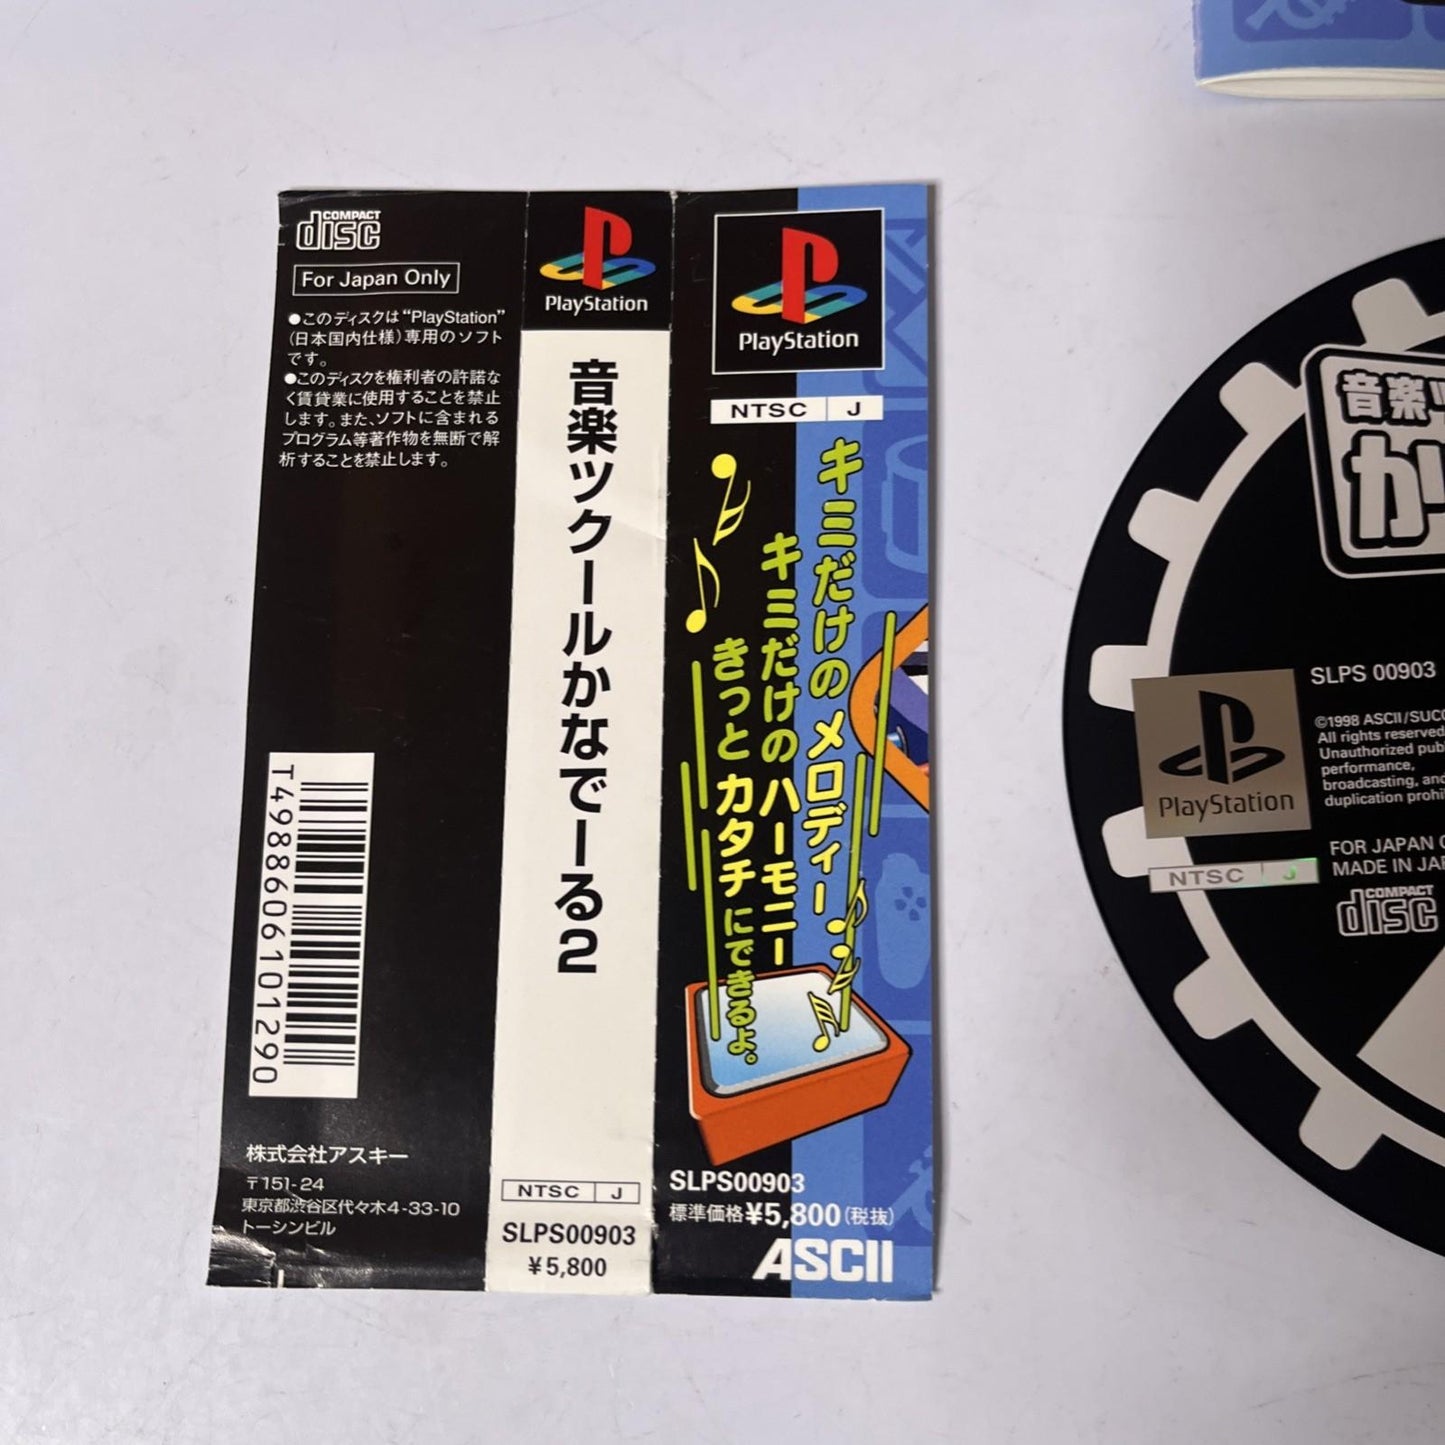 COMPACT
disc
For Japan Only
●このディスクは“PlayStation”
(日本国内仕様)専用のソフト
です。
●このディスクを権利者の許諾な
く賃貸業に使用することを禁止
します。また、ソフトに含まれる
プログラム等著作物を無断で解
析することを禁止します。
T4988606101290
株式会社アスキー
〒151-24
東京都渋谷区代々木4-33-10
トーシンビル
PlayStation
音楽ツクールかなでーる2
NTSC J
SLPS00903
¥5,800
PlayStation
NTSC J
キミだけのメロディー
キミだけのハーモニー
きっとカタチにできるよ。
SLPS00903
標準価格¥5,800(税抜)
ASCII
音楽
か
SLPS 00903
©1998 ASCII/
All rights reserved
Unauthorized
performance,
broadcasting,
duplication
PlayStation
FOR JAPAN
MADE IN
NTSC J
COMPACT
disc